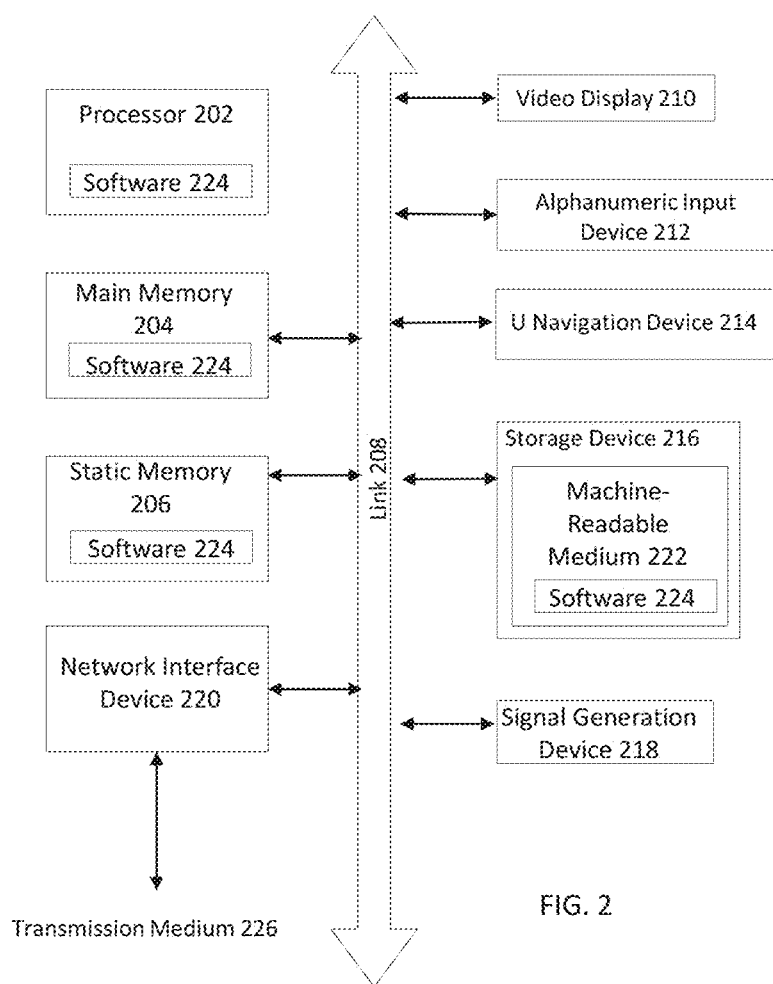 Processor 202
Software 224
Main Memory
204
Software 224
Static Memory
206
Software 224
Network Interface
Device 220
Transmission Medium 226
Link 208
Video Display 210
Alphanumeric Input
Device 212
U Navigation Device 214
Storage Device 216
Machine-
Readable
Medium 222
Software 224
Signal Generation
Device 218
FIG. 2